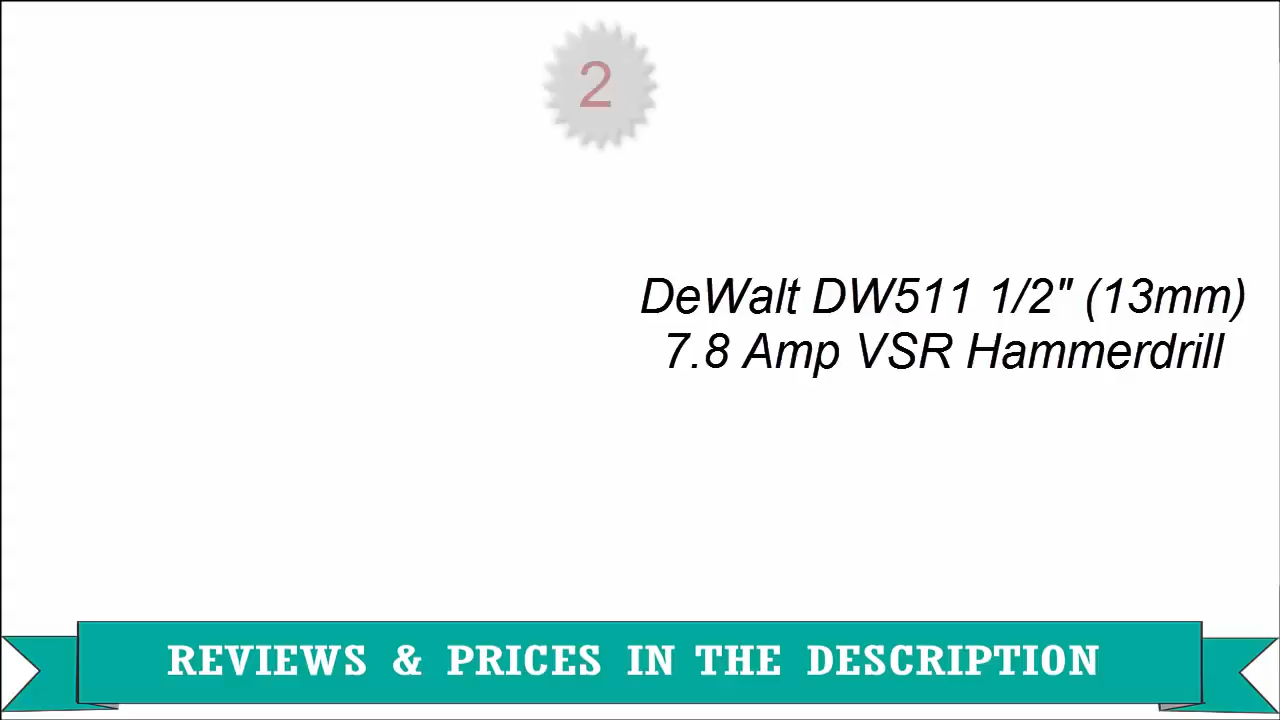 2
DeWalt DW511 1/2" (13mm)
7.8 Amp VSR Hammerdrill
REVIEWS & PRICES IN THE DESCRIPTION